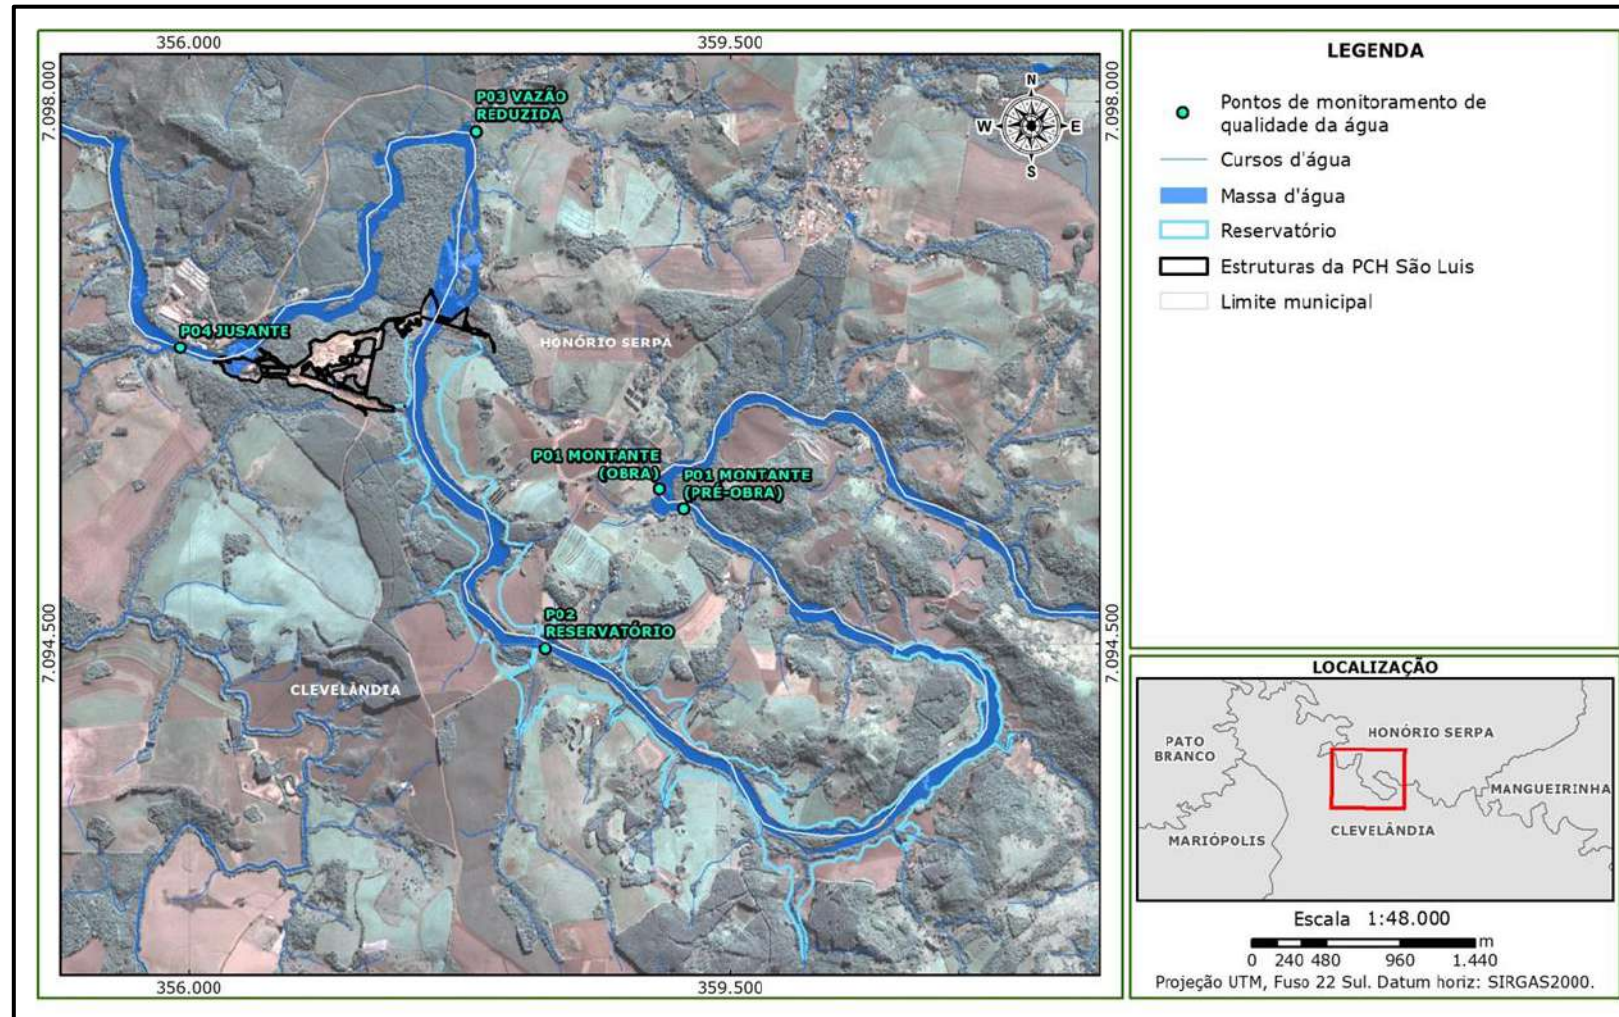 356.000
359.500
7.098.000
7.098.000
P03 VAZÃO
REDUZIDA
N
W
E
S
P04 JUSANTE
HONÓRIO SERPA
P01 MONTANTE
(OBRA)
P01 MONTANTE
(PRÉ-OBRA)
P02
RESERVATÓRIO
CLEVELÂNDIA
7.094.500
7.094.500
356.000
359.500
LEGENDA
Pontos de monitoramento de
qualidade da água
Cursos d'água
Massa d'água
Reservatório
Estruturas da PCH São Luis
Limite municipal
LOCALIZAÇÃO
HONÓRIO SERPA
PATO
BRANCO
MANGUEIRINHA
CLEVELÂNDIA
MARIÓPOLIS
Escala 1:48.000
m
0 240 480 960 1.440
Projeção UTM, Fuso 22 Sul. Datum horiz: SIRGAS2000.